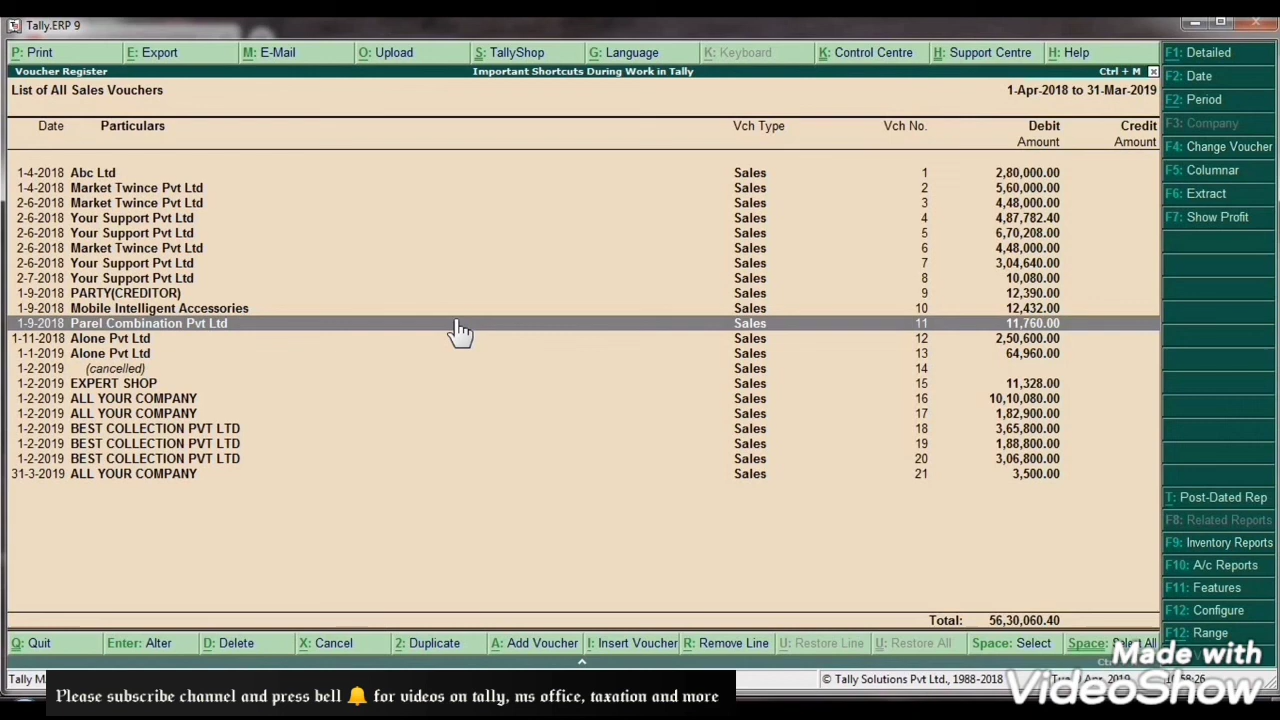 Tally.ERP 9
P: Print E: Export M: E-Mail O: Upload S: TallyShop G: Language K: Keyboard K: Control Centre H: Support Centre H: Help
Voucher Register Important Shortcuts During Work in Tally Ctrl + M
List of All Sales Vouchers 1-Apr-2018 to 31-Mar-2019
Date Particulars Vch Type Vch No. Debit Credit
Amount Amount
1-4-2018 Abc Ltd Sales 1 2,80,000.00
1-4-2018 Market Twince Pvt Ltd Sales 2 5,60,000.00
2-6-2018 Market Twince Pvt Ltd Sales 3 4,48,000.00
2-6-2018 Your Support Pvt Ltd Sales 4 4,87,782.40
2-6-2018 Your Support Pvt Ltd Sales 5 6,70,208.00
2-6-2018 Market Twince Pvt Ltd Sales 6 4,48,000.00
2-6-2018 Your Support Pvt Ltd Sales 7 3,04,640.00
2-7-2018 Your Support Pvt Ltd Sales 8 10,080.00
1-9-2018 PARTY(CREDITOR) Sales 9 12,390.00
1-9-2018 Mobile Intelligent Accessories Sales 10 12,432.00
1-9-2018 Parel Combination Pvt Ltd Sales 11 11,760.00
1-11-2018 Alone Pvt Ltd Sales 12 2,50,600.00
1-1-2019 Alone Pvt Ltd Sales 13 64,960.00
1-2-2019 (cancelled) Sales 14
1-2-2019 EXPERT SHOP Sales 15 11,328.00
1-2-2019 ALL YOUR COMPANY Sales 16 10,10,080.00
1-2-2019 ALL YOUR COMPANY Sales 17 1,82,900.00
1-2-2019 BEST COLLECTION PVT LTD Sales 18 3,65,800.00
1-2-2019 BEST COLLECTION PVT LTD Sales 19 1,88,800.00
1-2-2019 BEST COLLECTION PVT LTD Sales 20 3,06,800.00
31-3-2019 ALL YOUR COMPANY Sales 21 3,500.00
Total: 56,30,060.40
Q: Quit Enter: Alter D: Delete X: Cancel 2: Duplicate A: Add Voucher I: Insert Voucher R: Remove Line U: Restore Line U: Restore All Space: Select Space: Select All
F1: Detailed
F2: Date
F2: Period
F3: Company
F4: Change Voucher
F5: Columnar
F6: Extract
F7: Show Profit
T: Post-Dated Rep
F8: Related Reports
F9: Inventory Reports
F10: A/c Reports
F11: Features
F12: Configure
F12: Range
Made with
VideoShow
Tally M © Tally Solutions Pvt Ltd., 1988-2018 Apr, 2019
Please subscribe channel and press bell 🔔 for videos on tally, ms office, taxation and more